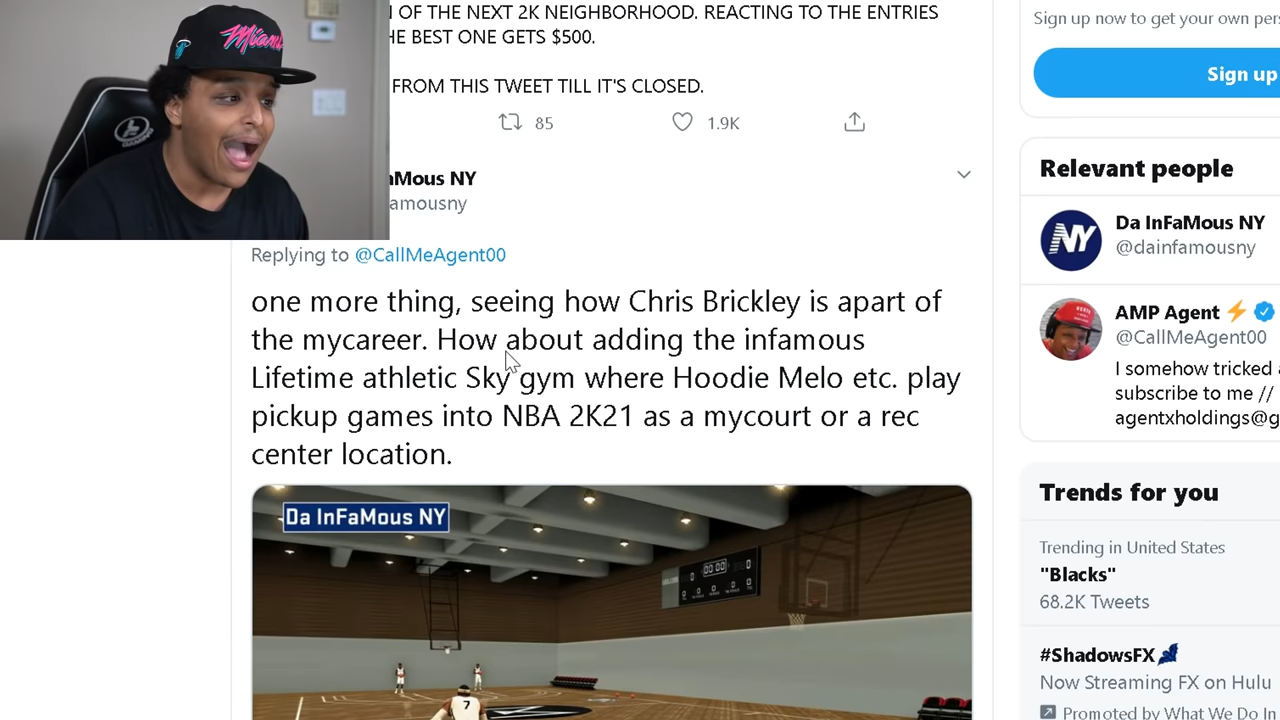 Miami
OF THE NEXT 2K NEIGHBORHOOD. REACTING TO THE ENTRIES
BEST ONE GETS $500.
FROM THIS TWEET TILL IT'S CLOSED.
85
1.9K
Mous NY
amousny
Replying to @CallMeAgent00
one more thing, seeing how Chris Brickley is apart of
the mycareer. How about adding the infamous
Lifetime athletic Sky gym where Hoodie Melo etc. play
pickup games into NBA 2K21 as a mycourt or a rec
center location.
Da InFaMous NY
00:00
7
Sign up now to get your own
Sign up
Relevant people
NY
Da InFaMous NY
@dainfamousny
AMP Agent
@CallMeAgent00
I somehow tricked
subscribe to me //
agentxholdings@g
Trends for you
Trending in United States
"Blacks"
68.2K Tweets
#ShadowsFX
Now Streaming FX on Hulu
Promoted by What We Do In